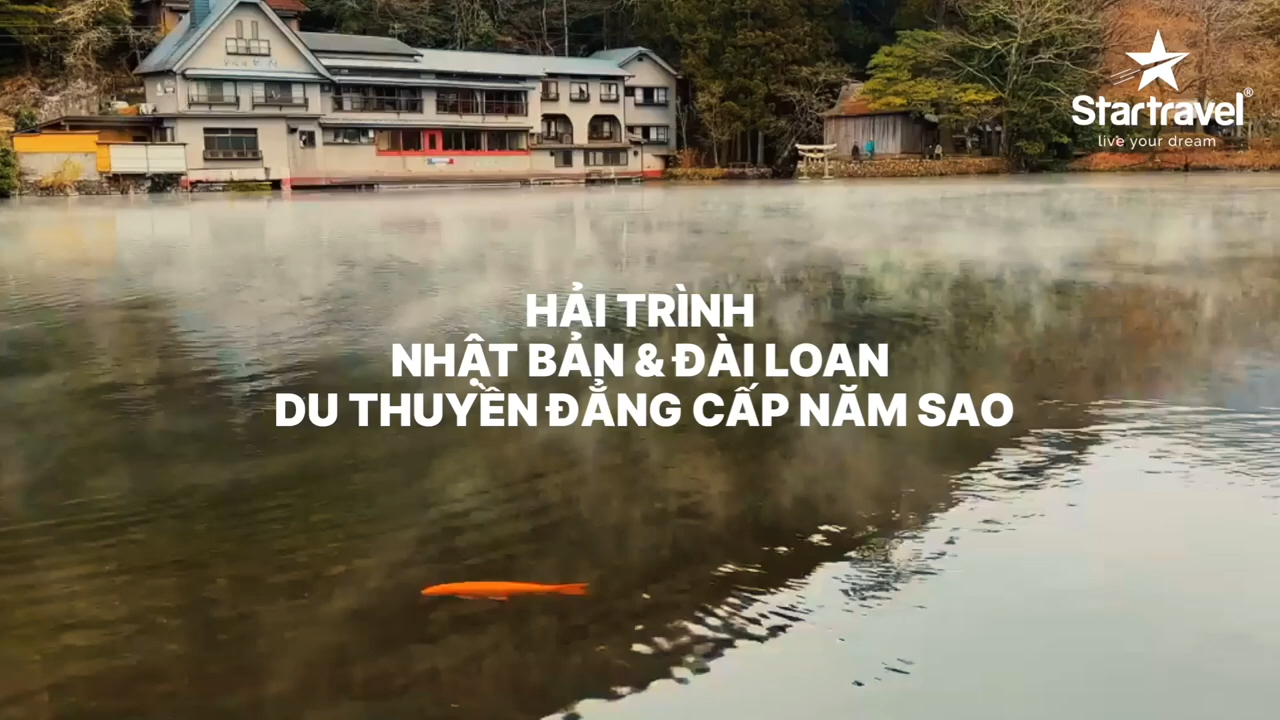 Startravel®
live your dream
HẢI TRÌNH
NHẬT BẢN & ĐÀI LOAN
DU THUYỀN ĐẲNG CẤP NĂM SAO